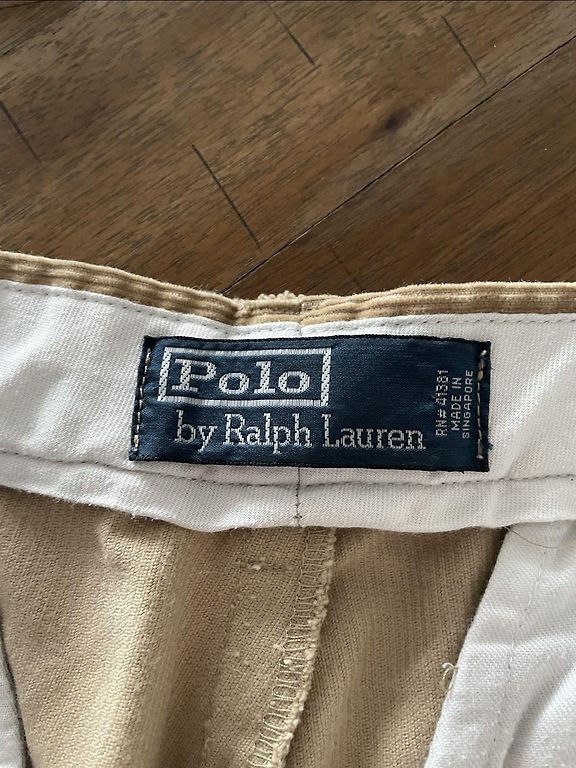 Polo
by Ralph Lauren
RN# 41381
MADE IN
SINGAPORE